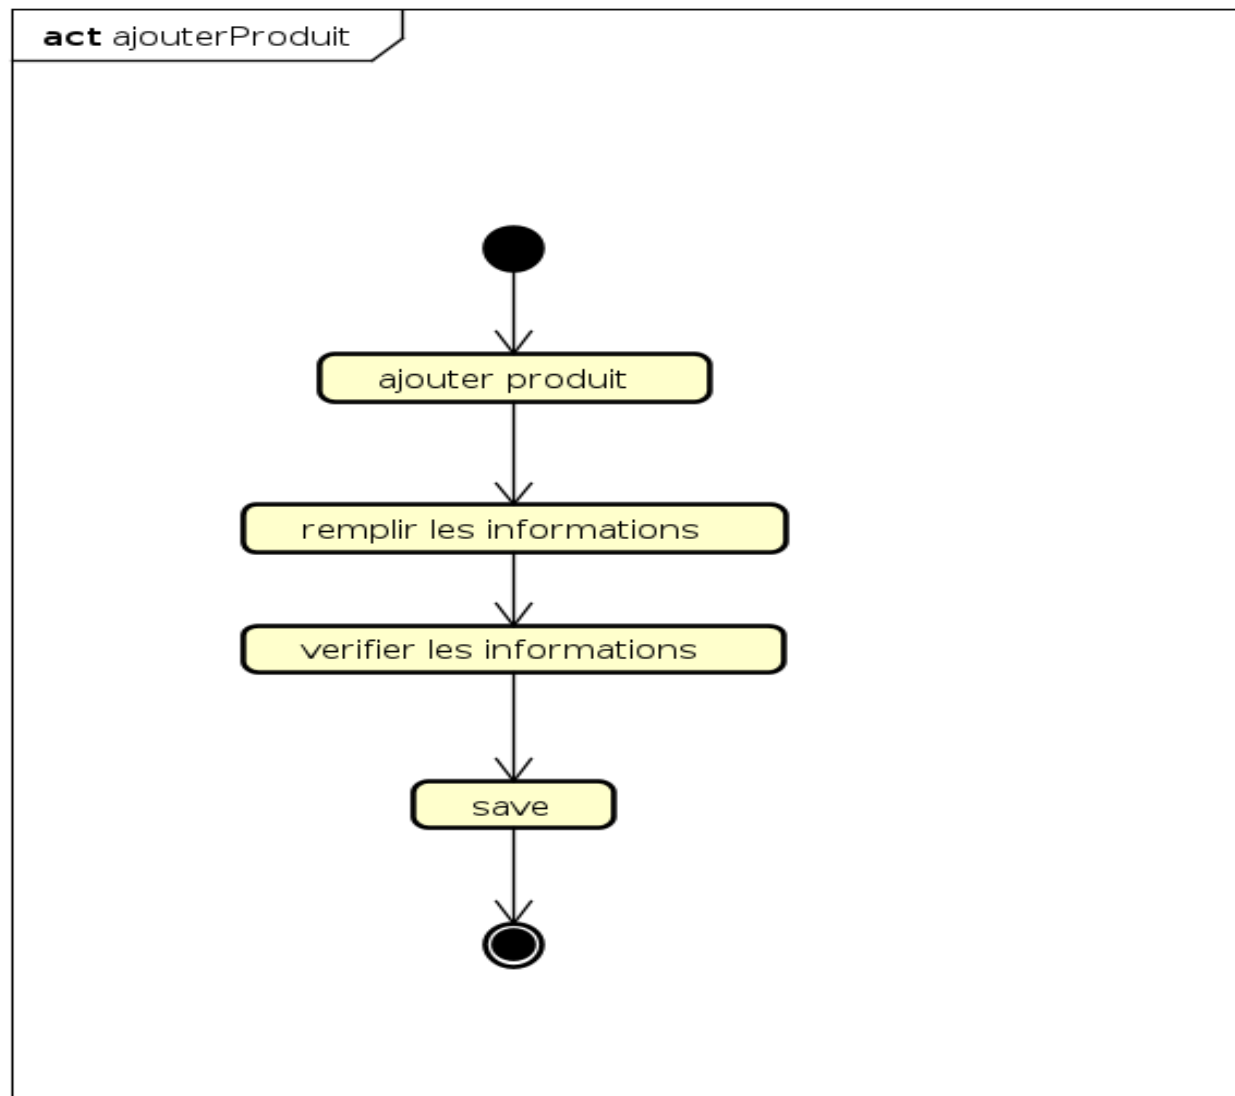 act ajouterProduit
ajouter produit
remplir les informations
verifier les informations
save